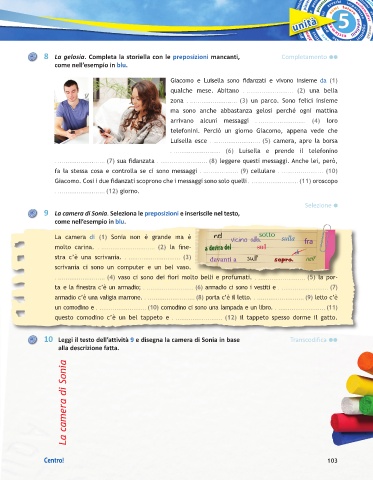 unità 5
8 La gelosia. Completa la storiella con le preposizioni mancanti, Completamento
come nell'esempio in blu.
Giacomo e Luisella sono fidanzati e vivono insieme da (1)
qualche mese. Abitano .................... (2) una bella
zona .................... (3) un parco. Sono felici insieme
ma sono anche abbastanza gelosi perché ogni mattina
arrivano alcuni messaggi .................... (4) loro
telefonini. Perciò un giorno Giacomo, appena vede che
Luisella esce .................... (5) camera, apre la borsa
.................... (6) Luisella e prende il telefonino
.................... (7) sua fidanzata .................... (8) leggere questi messaggi. Anche lei, però,
fa la stessa cosa e controlla se ci sono messaggi .................... (9) cellulare .................... (10)
Giacomo. Così i due fidanzati scoprono che i messaggi sono solo quelli .................... (11) oroscopo
.................... (12) giorno.
Selezione
9 La camera di Sonia. Seleziona le preposizioni e inseriscile nel testo,
come nell'esempio in blu.
La camera di (1) Sonia non è grande ma è
molto carina. .................... (2) la fine-
stra c'è una scrivania. .................... (3)
scrivania ci sono un computer e un bel vaso.
nel vicino alla sotto sulla fra
a destra del sul
davanti a sull' sopra nel
.................... (4) vaso ci sono dei fiori molto belli e profumati. .................... (5) la por-
ta e la finestra c'è un armadio; .................... (6) armadio ci sono i vestiti e .................... (7)
armadio c'è una valigia marrone. .................... (8) porta c'è il letto. .................... (9) letto c'è
un comodino e .................... (10) comodino ci sono una lampada e un libro. .................... (11)
questo comodino c'è un bel tappeto e .................... (12) il tappeto spesso dorme il gatto.
10 Leggi il testo dell'attività 9 e disegna la camera di Sonia in base Transcodifica
alla descrizione fatta.
La camera di Sonia
Centro! 103